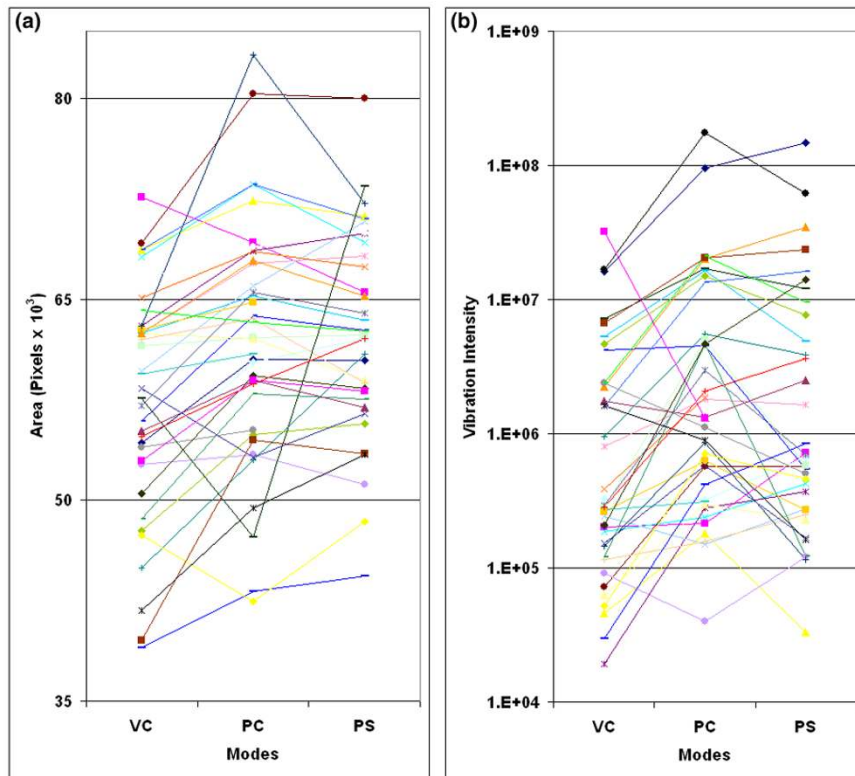 (a)
80
65
50
35
Area (Pixels x 10³)
VC PC PS
Modes
(b)
1.E+09
1.E+08
1.E+07
1.E+06
1.E+05
1.E+04
Vibration Intensity
VC PC PS
Modes